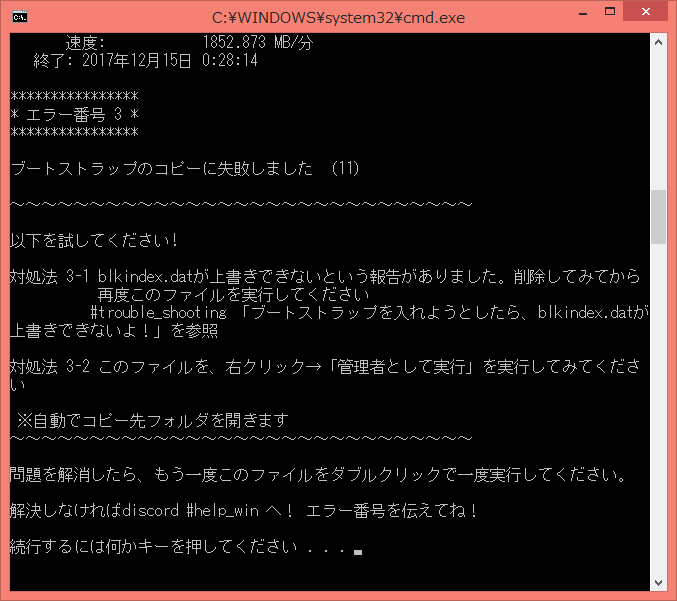 C:¥WINDOWS¥system32¥cmd.exe
速度: 1852.873 MB/分
終了: 2017年12月15日 0:28:14
****************
* エラー番号 3 *
****************
ブートストラップのコピーに失敗しました (11)
～～～～～～～～～～～～～～～～～～～～～～～～～～～～～
以下を試してください!
対処法 3-1 blkindex.datが上書きできないという報告がありました。削除してみてから
再度このファイルを実行してください
#trouble_shooting 「ブートストラップを入れようとしたら、blkindex.datが
上書きできないよ！」を参照
対処法 3-2 このファイルを、右クリック→「管理者として実行」を実行してみてくださ
い
※自動でコピー先フォルダを開きます
～～～～～～～～～～～～～～～～～～～～～～～～～～～～～
問題を解消したら、もう一度このファイルをダブルクリックで一度実行してください。
解決しなければdiscord #help_win へ！ エラー番号を伝えてね！
続行するには何かキーを押してください . . .